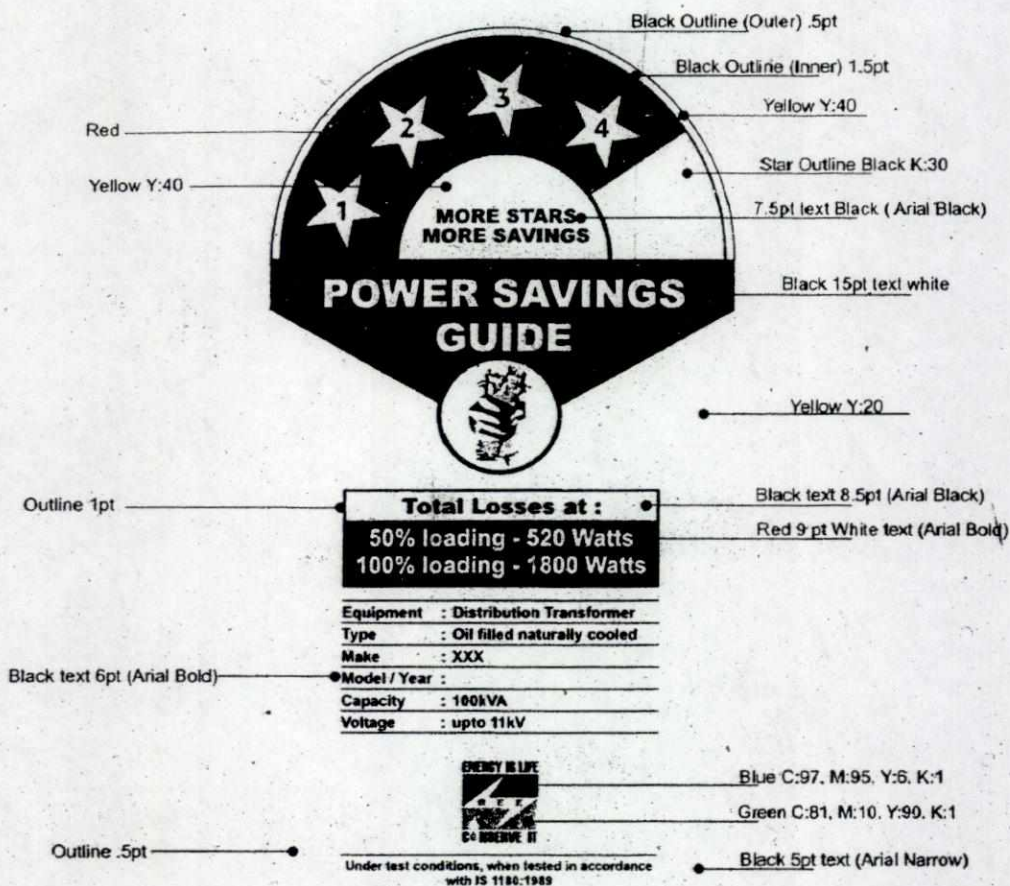 Black Outline (Outer) .5pt
Black Outline (Inner) 1.5pt
Yellow Y:40
Red
Star Outline Black K:30
Yellow Y:40
7.5pt text Black ( Arial Black)
1
2
3
4
MORE STARS
MORE SAVINGS
Black 15pt text white
POWER SAVINGS
GUIDE
Yellow Y:20
Outline 1pt
Total Losses at :
Black text 8.5pt (Arial Black)
50% loading - 520 Watts
100% loading - 1800 Watts
Red 9 pt White text (Arial Bold)
Equipment : Distribution Transformer
Type : Oil filled naturally cooled
Make : XXX
Black text 6pt (Arial Bold)
Model / Year :
Capacity : 100kVA
Voltage : upto 11kV
ENERGY IS LIFE
BEE
CONSERVE IT
Blue C:97, M:95, Y:6, K:1
Green C:81, M:10, Y:90, K:1
Outline .5pt
Under test conditions, when tested in accordance
with IS 1180:1989
Black 5pt text (Arial Narrow)